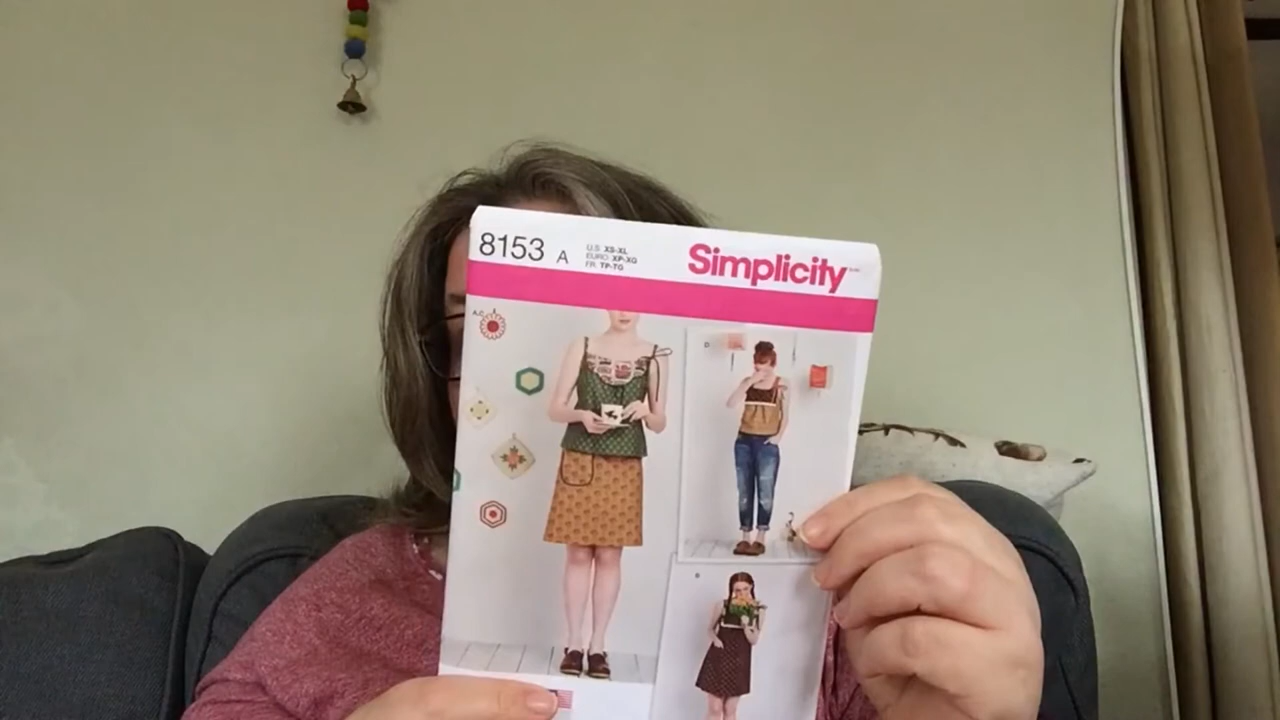 8153 A
U.S. XS-XL
EURO XP-XG
FR. TP-TG
Simplicity
A,C
D